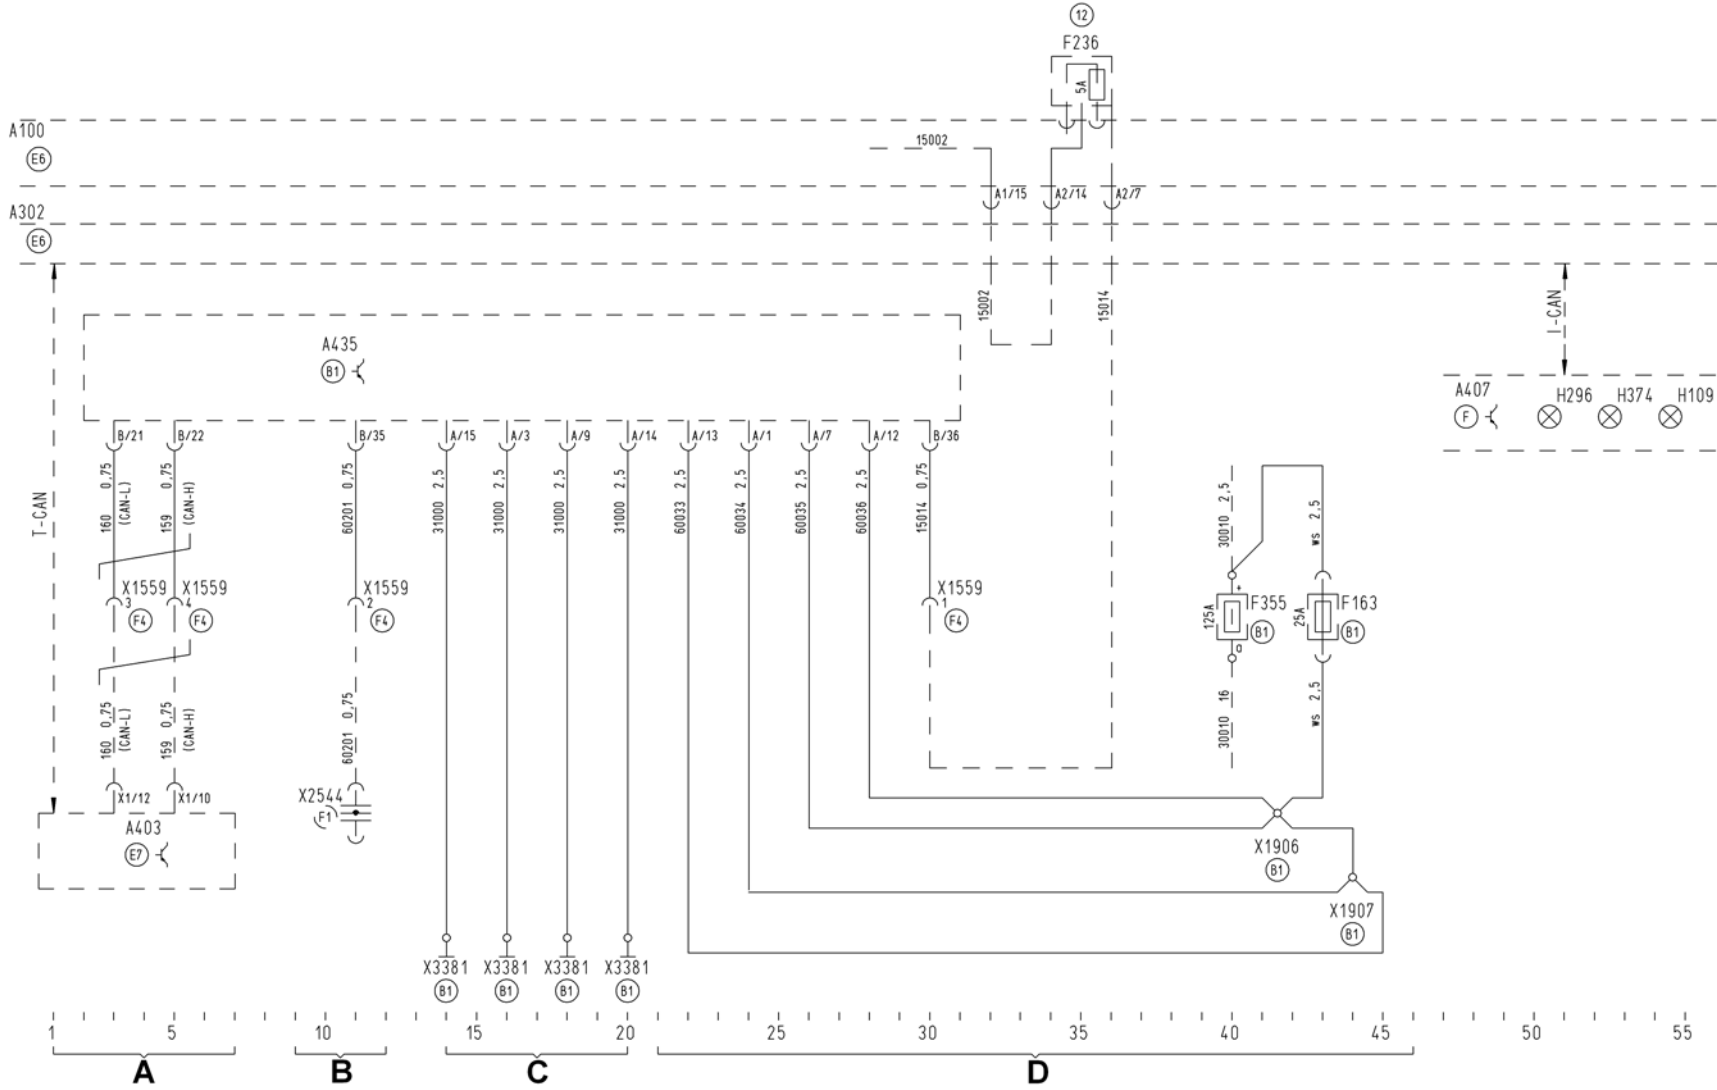 12
F236
5A
A100
E6
15002
A1/15
A2/14
A2/7
A302
E6
15002
15014
T-CAN
I-CAN
A435
B1
A407
F
H296
H374
H109
B/21
B/22
B/35
A/15
A/3
A/9
A/14
A/13
A/1
A/7
A/12
B/36
160 0,75
(CAN-L)
159 0,75
(CAN-H)
60201 0,75
31000 2,5
31000 2,5
31000 2,5
31000 2,5
60033 2,5
60034 2,5
60035 2,5
60036 2,5
15014 0,75
30010 2,5
ws 2,5
X1559
3
F4
X1559
4
F4
X1559
2
F4
X1559
1
F4
125A
+
F355
B1
a
25A
F163
B1
160 0,75
(CAN-L)
159 0,75
(CAN-H)
60201 0,75
30010 16
ws 2,5
X1/12
X1/10
A403
E7
X2544
F1
X1906
B1
X1907
B1
X3381
X3381
X3381
X3381
B1
B1
B1
B1
1 5 10 15 20 25 30 35 40 45 50 55
A B C D